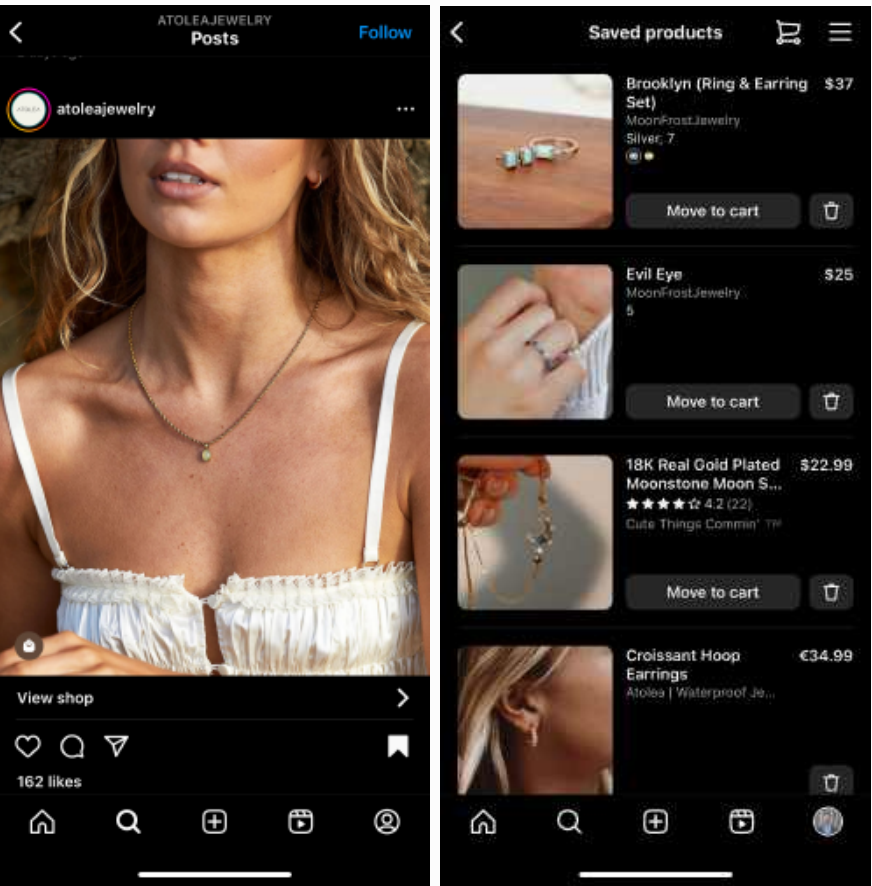 ATOLEAJEWELRY
Posts
Follow
atoleajewelry
View shop
162 likes
Saved products
Brooklyn (Ring & Earring $37
Set)
MoonFrostJewelry
Silver, 7
Move to cart
Evil Eye $25
MoonFrostJewelry
5
Move to cart
18K Real Gold Plated $22.99
Moonstone Moon S...
4.2 (22)
Cute Things Commin' ™
Move to cart
Croissant Hoop €34.99
Earrings
Atolea | Waterproof Je...